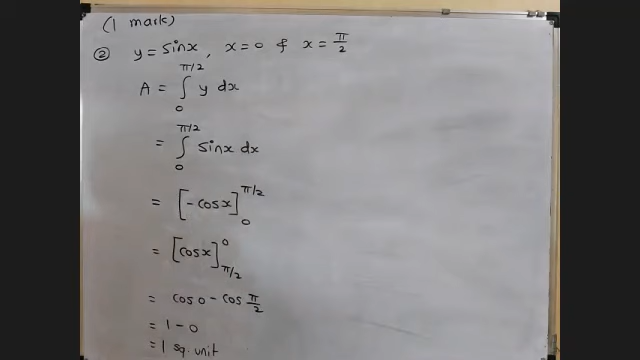 (1 mark)
② y = sinx, x = 0 & x = π/2
A = ∫₀^{π/2} y dx
= ∫₀^{π/2} sinx dx
= [-cosx]₀^{π/2}
= [cosx]_{π/2}^0
= cos0 - cos π/2
= 1 - 0
= 1 sq. unit